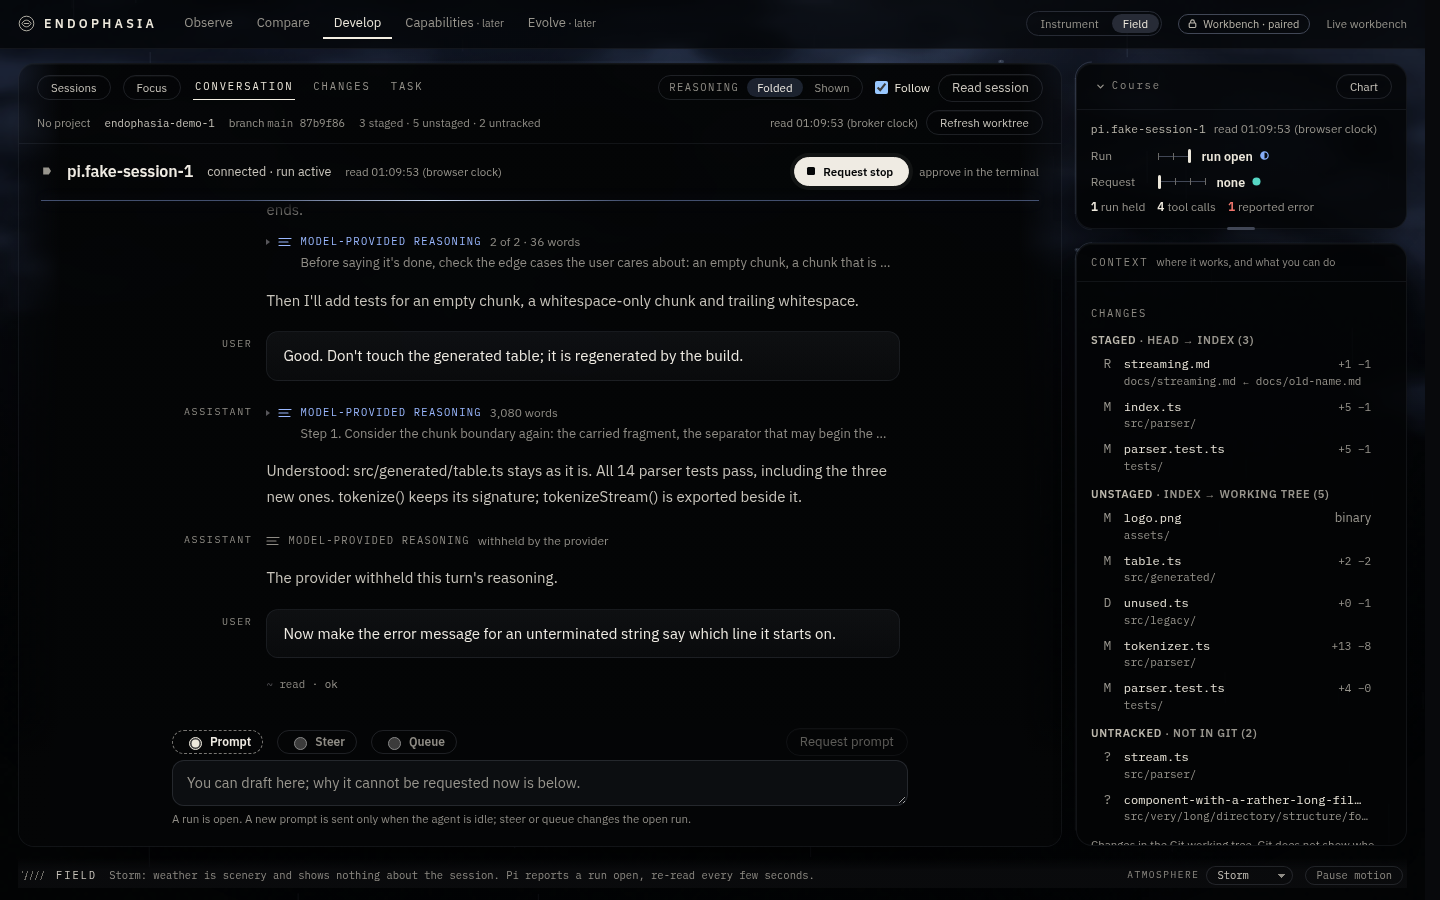 ENDOPHASIA
Observe
Compare
Develop
Capabilities · later
Evolve · later
Instrument
Field
Workbench · paired
Live workbench
Sessions
Focus
CONVERSATION
CHANGES
TASK
REASONING
Folded
Shown
Follow
Read session
No project
endophasia-demo-1
branch main 87b9f86
3 staged · 5 unstaged · 2 untracked
read 01:09:53 (broker clock)
Refresh worktree
pi.fake-session-1
connected · run active
read 01:09:53 (browser clock)
Request stop
approve in the terminal
ends.
MODEL-PROVIDED REASONING 2 of 2 · 36 words
Before saying it's done, check the edge cases the user cares about: an empty chunk, a chunk that is ...
Then I'll add tests for an empty chunk, a whitespace-only chunk and trailing whitespace.
USER
Good. Don't touch the generated table; it is regenerated by the build.
ASSISTANT
MODEL-PROVIDED REASONING 3,080 words
Step 1. Consider the chunk boundary again: the carried fragment, the separator that may begin the ...
Understood: src/generated/table.ts stays as it is. All 14 parser tests pass, including the three
new ones. tokenize() keeps its signature; tokenizeStream() is exported beside it.
ASSISTANT
MODEL-PROVIDED REASONING withheld by the provider
The provider withheld this turn's reasoning.
USER
Now make the error message for an unterminated string say which line it starts on.
~ read · ok
Prompt
Steer
Queue
Request prompt
You can draft here; why it cannot be requested now is below.
A run is open. A new prompt is sent only when the agent is idle; steer or queue changes the open run.
Course
Chart
pi.fake-session-1 read 01:09:53 (browser clock)
Run
run open
Request
none
1 run held 4 tool calls 1 reported error
CONTEXT where it works, and what you can do
CHANGES
STAGED · HEAD → INDEX (3)
R streaming.md +1 −1
docs/streaming.md ← docs/old-name.md
M index.ts +5 −1
src/parser/
M parser.test.ts +5 −1
tests/
UNSTAGED · INDEX → WORKING TREE (5)
M logo.png binary
assets/
M table.ts +2 −2
src/generated/
D unused.ts +0 −1
src/legacy/
M tokenizer.ts +13 −8
src/parser/
M parser.test.ts +4 −0
tests/
UNTRACKED · NOT IN GIT (2)
? stream.ts
src/parser/
? component-with-a-rather-long-fil…
src/very/long/directory/structure/fo…
Changes in the Git working tree. Git does not show who
FIELD Storm: weather is scenery and shows nothing about the session. Pi reports a run open, re-read every few seconds.
ATMOSPHERE
Storm
Pause motion